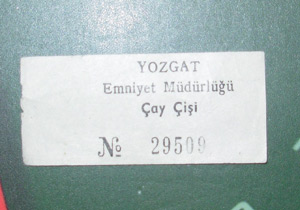 YOZGAT
Emniyet Müdürlüğü
Çay Çişi
№ 29509